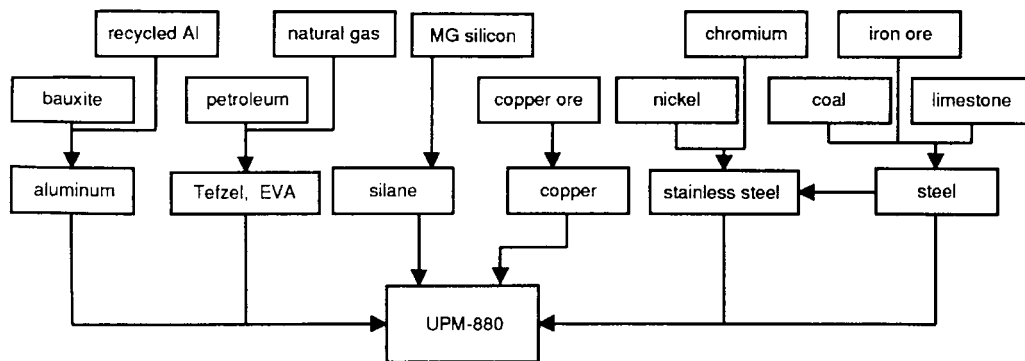 recycled Al
natural gas
MG silicon
chromium
iron ore
bauxite
petroleum
copper ore
nickel
coal
limestone
aluminum
Tefzel, EVA
silane
copper
stainless steel
steel
UPM-880